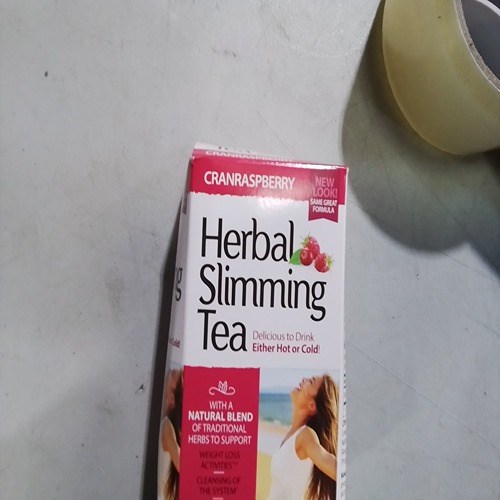 CRANRASPBERRY
CRANRASPBERRY
NEW
LOOK!
SAME GREAT
FORMULA
Herbal
Slimming
Tea
Delicious to Drink
Either Hot or Cold!
WITH A
NATURAL BLEND
OF TRADITIONAL
HERBS TO SUPPORT
WEIGHT LOSS
ACTIVITIES
CLEANSING OF
THE SYSTEM